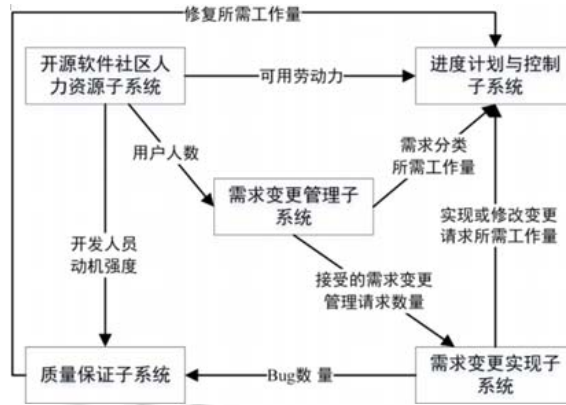 修复所需工作量
开源软件社区人
力资源子系统
可用劳动力
进度计划与控制
子系统
用户人数
需求分类
所需工作量
需求变更管理子
系统
实现或修改变更
请求所需工作量
开发人员
动机强度
接受的需求变更
管理请求数量
质量保证子系统
Bug数 量
需求变更实现子
系统